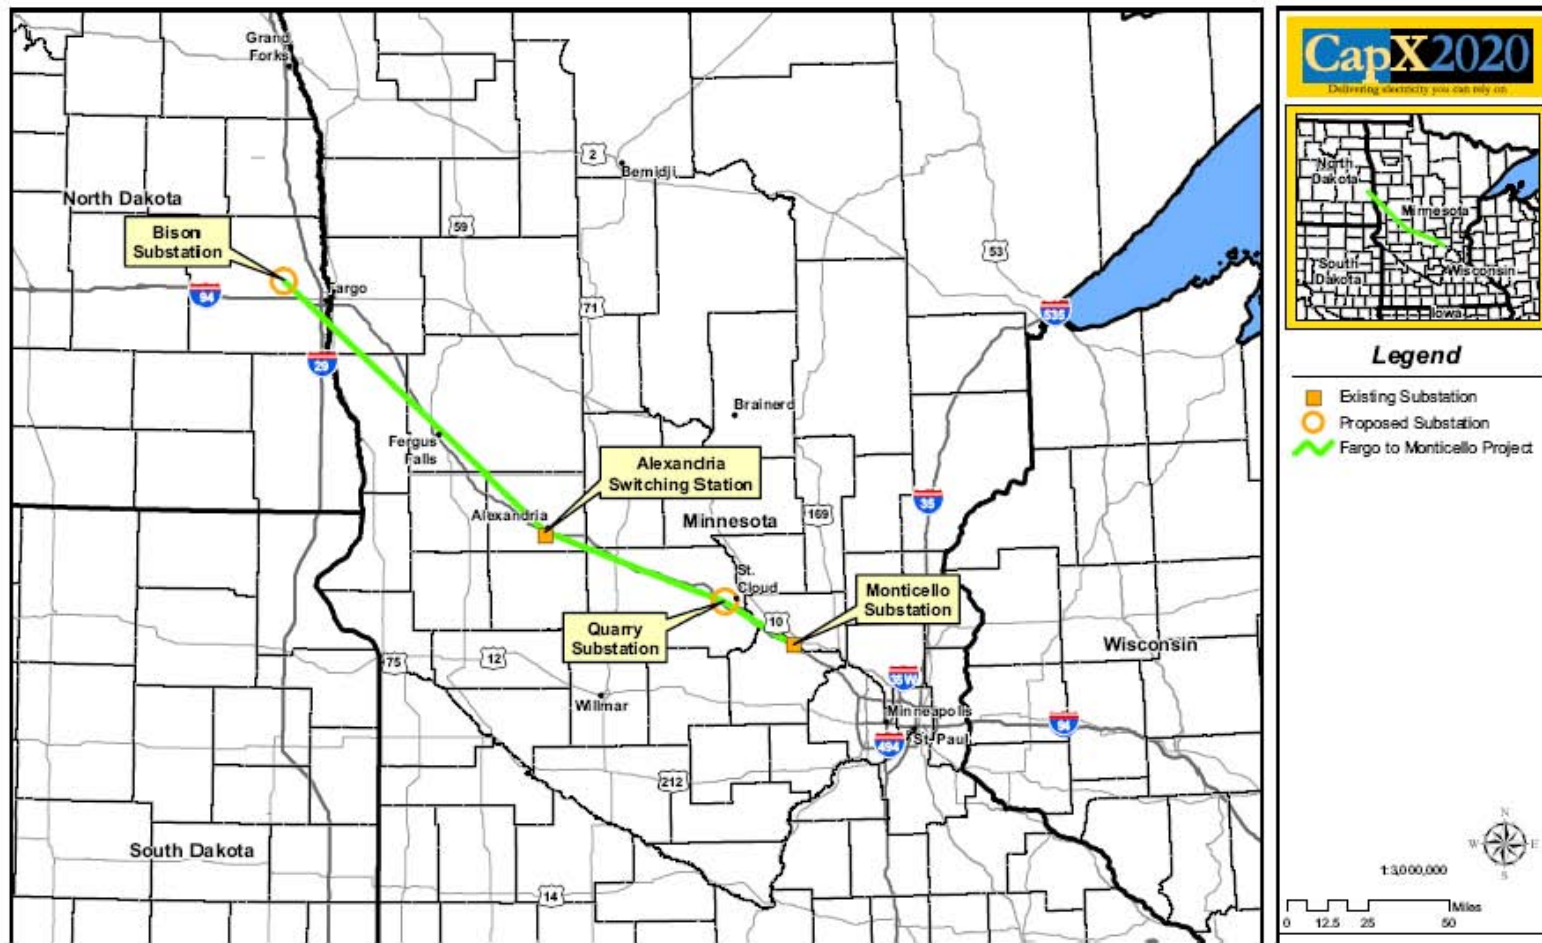 Grand
Forks
2
Bemidji
North Dakota
59
53
Bison
Substation
94
Fargo
71
535
29
Brainerd
Fergus
Falls
Alexandria
Switching Station
Alexandria
Minnesota
169
35
St.
Cloud
Monticello
Substation
Quarry
Substation
10
Wisconsin
75
12
35W
Willmar
Minneapolis
94
494
St. Paul
212
South Dakota
14
CapX2020
Delivering electricity you can rely on
North
Dakota
Minnesota
South
Dakota
Wisconsin
Iowa
Legend
Existing Substation
Proposed Substation
Fargo to Monticello Project
N
W
E
S
1:3,000,000
Miles
0 12.5 25 50